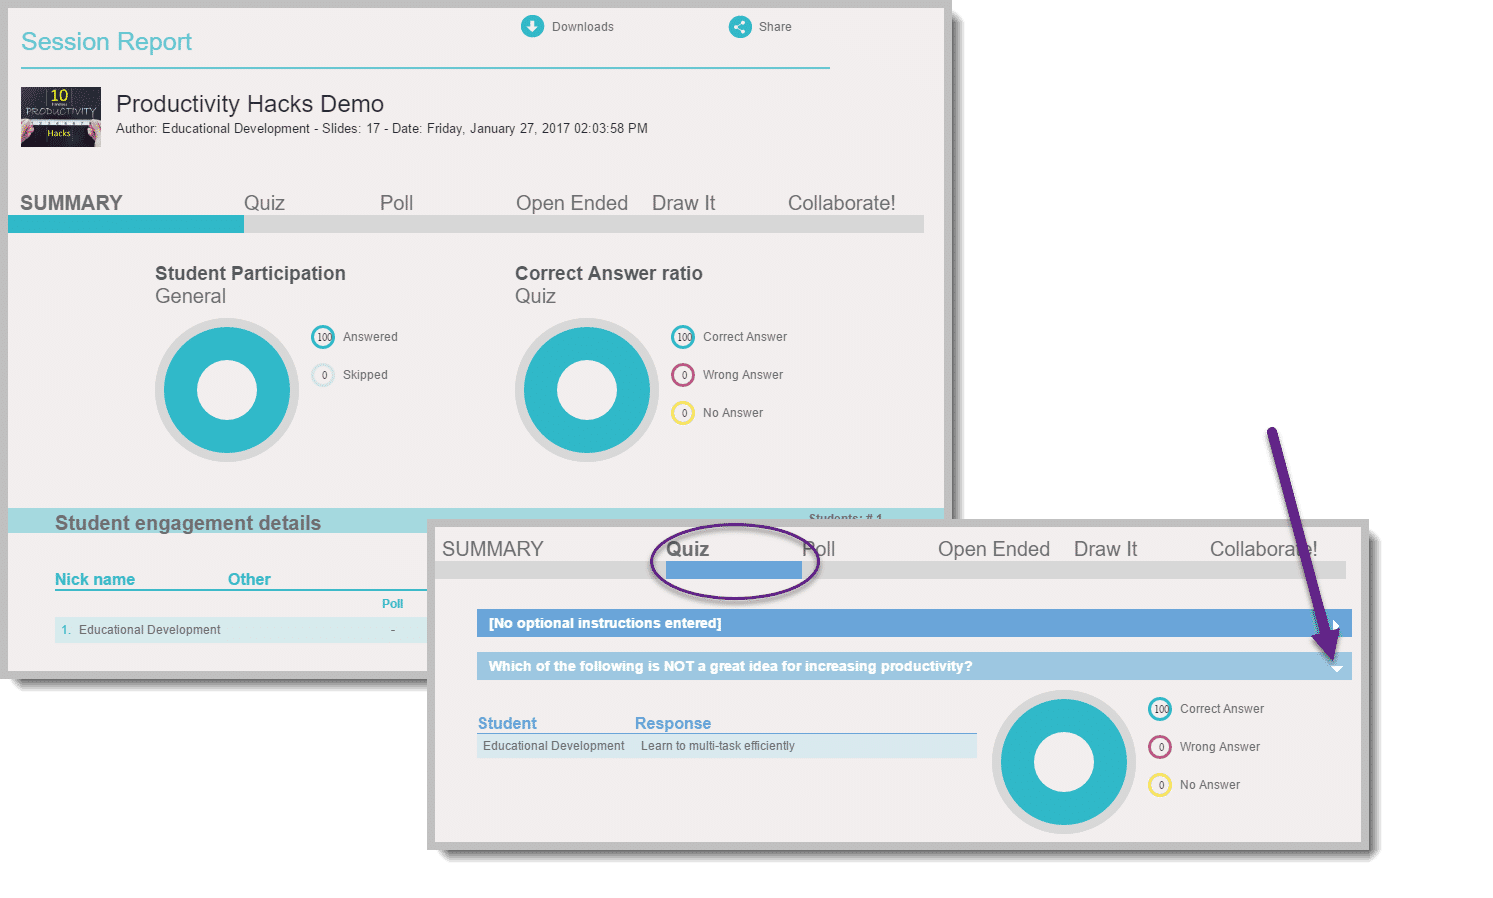 Session Report
Downloads
Share
10
PRODUCTIVITY
Hacks
Productivity Hacks Demo
Author: Educational Development - Slides: 17 - Date: Friday, January 27, 2017 02:03:58 PM
SUMMARY Quiz Poll Open Ended Draw It Collaborate!
Student Participation
General
100 Answered
0 Skipped
Correct Answer ratio
Quiz
100 Correct Answer
0 Wrong Answer
0 No Answer
Student engagement details
Students: # 1
Nick name Other
Poll
1. Educational Development -
SUMMARY Quiz Poll Open Ended Draw It Collaborate!
[No optional instructions entered]
Which of the following is NOT a great idea for increasing productivity?
Student Response
Educational Development Learn to multi-task efficiently
100 Correct Answer
0 Wrong Answer
0 No Answer